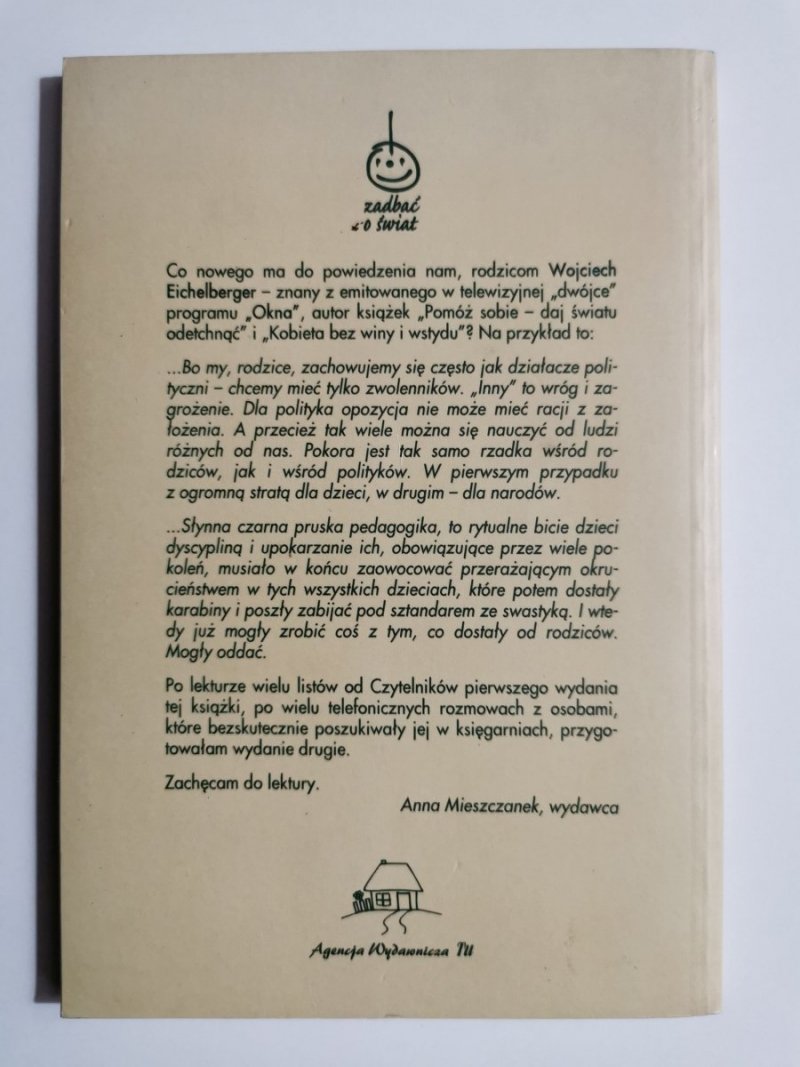 zadbać
o świat
Co nowego ma do powiedzenia nam, rodzicom Wojciech
Eichelberger – znany z emitowanego w telewizyjnej „dwójce”
programu „Okna”, autor książek „Pomóż sobie – daj światu
odetchnąć” i „Kobieta bez winy i wstydu”? Na przykład to:
...Bo my, rodzice, zachowujemy się często jak działacze poli-
tyczni – chcemy mieć tylko zwolenników. „Inny” to wróg i za-
grożenie. Dla polityka opozycja nie może mieć racji z za-
łożenia. A przecież tak wiele można się nauczyć od ludzi
różnych od nas. Pokora jest tak samo rzadka wśród ro-
dziców, jak i wśród polityków. W pierwszym przypadku
z ogromną stratą dla dzieci, w drugim – dla narodów.
...Słynna czarna pruska pedagogika, to rytualne bicie dzieci
dyscypliną i upokarzanie ich, obowiązujące przez wiele po-
koleń, musiało w końcu zaowocować przerażającym okru-
cieństwem w tych wszystkich dzieciach, które potem dostały
karabiny i poszły zabijać pod sztandarem ze swastyką. I wte-
dy już mogły zrobić coś z tym, co dostały od rodziców.
Mogły oddać.
Po lekturze wielu listów od Czytelników pierwszego wydania
tej książki, po wielu telefonicznych rozmowach z osobami,
które bezskutecznie poszukiwały jej w księgarniach, przygo-
towałam wydanie drugie.
Zachęcam do lektury.
Anna Mieszczanek, wydawca
Agencja Wydawnicza TU